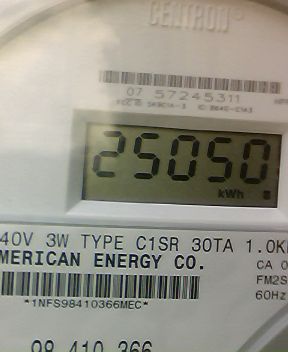 CENTRON®
07 57245311
25050
kWh
40V 3W TYPE C1SR 30TA 1.0K
MERICAN ENERGY CO.
CA 0
FM2S
60Hz
*1NFS98410366MEC*
98 410 366